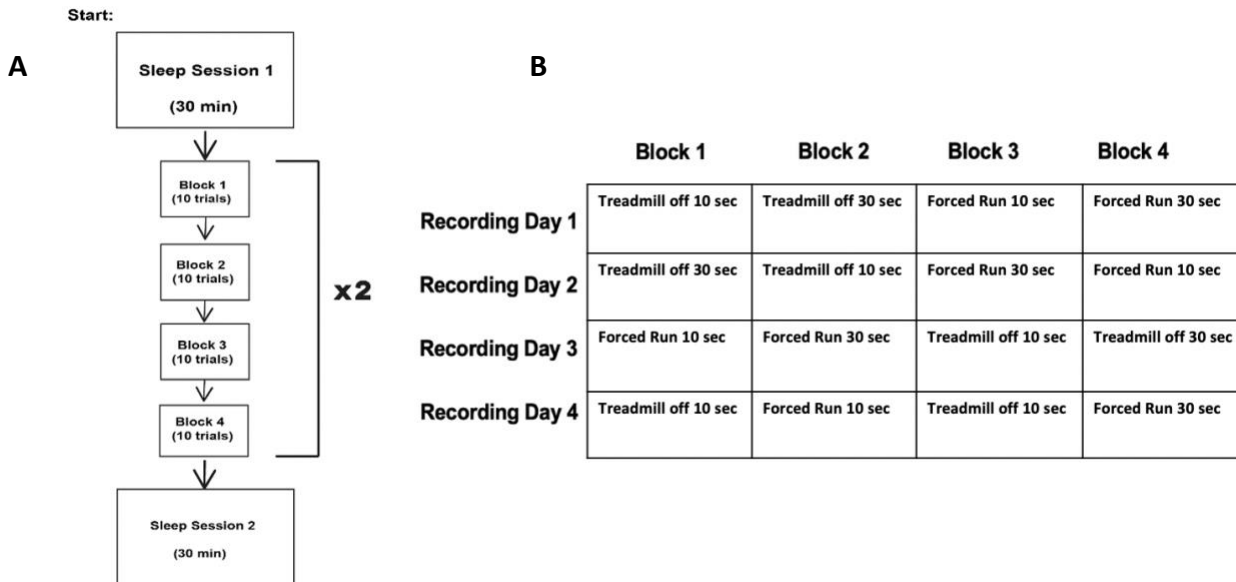 Start:
A
Sleep Session 1
(30 min)
Block 1
(10 trials)
Block 2
(10 trials)
Block 3
(10 trials)
Block 4
(10 trials)
x2
Sleep Session 2
(30 min)
B
Block 1 Block 2 Block 3 Block 4
Recording Day 1 Treadmill off 10 sec Treadmill off 30 sec Forced Run 10 sec Forced Run 30 sec
Recording Day 2 Treadmill off 30 sec Treadmill off 10 sec Forced Run 30 sec Forced Run 10 sec
Recording Day 3 Forced Run 10 sec Forced Run 30 sec Treadmill off 10 sec Treadmill off 30 sec
Recording Day 4 Treadmill off 10 sec Forced Run 10 sec Treadmill off 10 sec Forced Run 30 sec